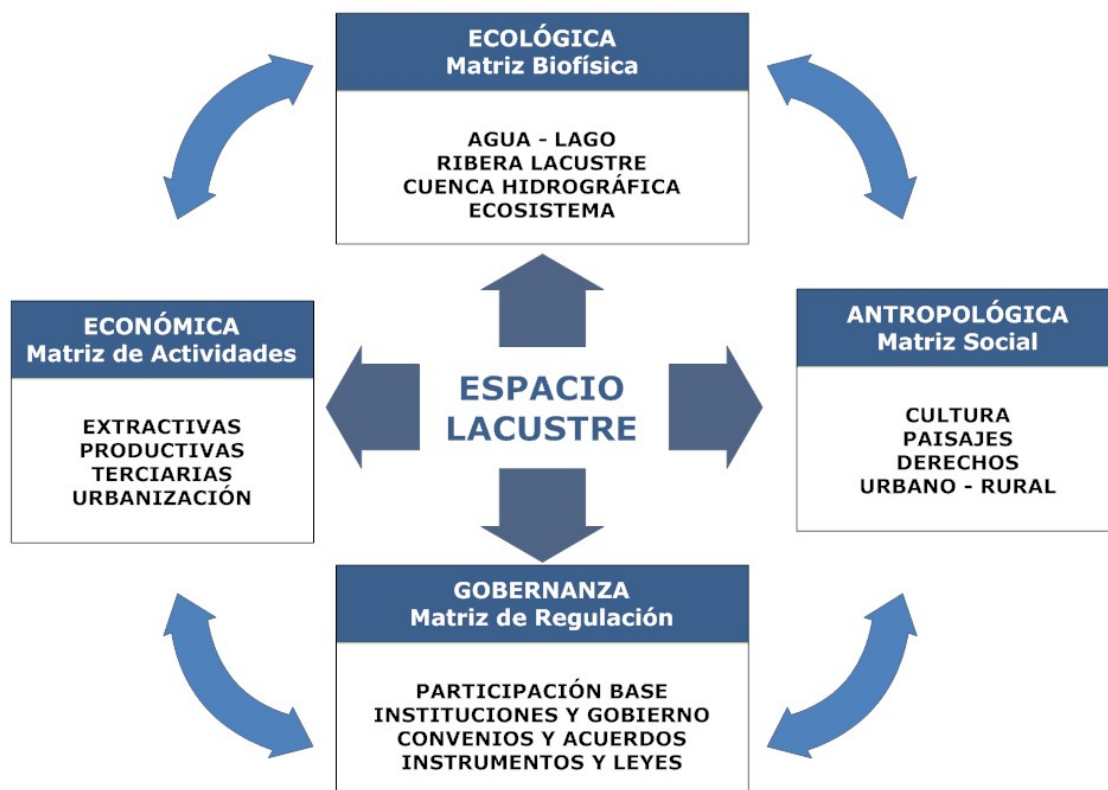 ECOLÓGICA
Matriz Biofísica
AGUA - LAGO
RIBERA LACUSTRE
CUENCA HIDROGRÁFICA
ECOSISTEMA
ECONÓMICA
Matriz de Actividades
EXTRACTIVAS
PRODUCTIVAS
TERCIARIAS
URBANIZACIÓN
ESPACIO
LACUSTRE
ANTROPOLÓGICA
Matriz Social
CULTURA
PAISAJES
DERECHOS
URBANO - RURAL
GOBERNANZA
Matriz de Regulación
PARTICIPACIÓN BASE
INSTITUCIONES Y GOBIERNO
CONVENIOS Y ACUERDOS
INSTRUMENTOS Y LEYES